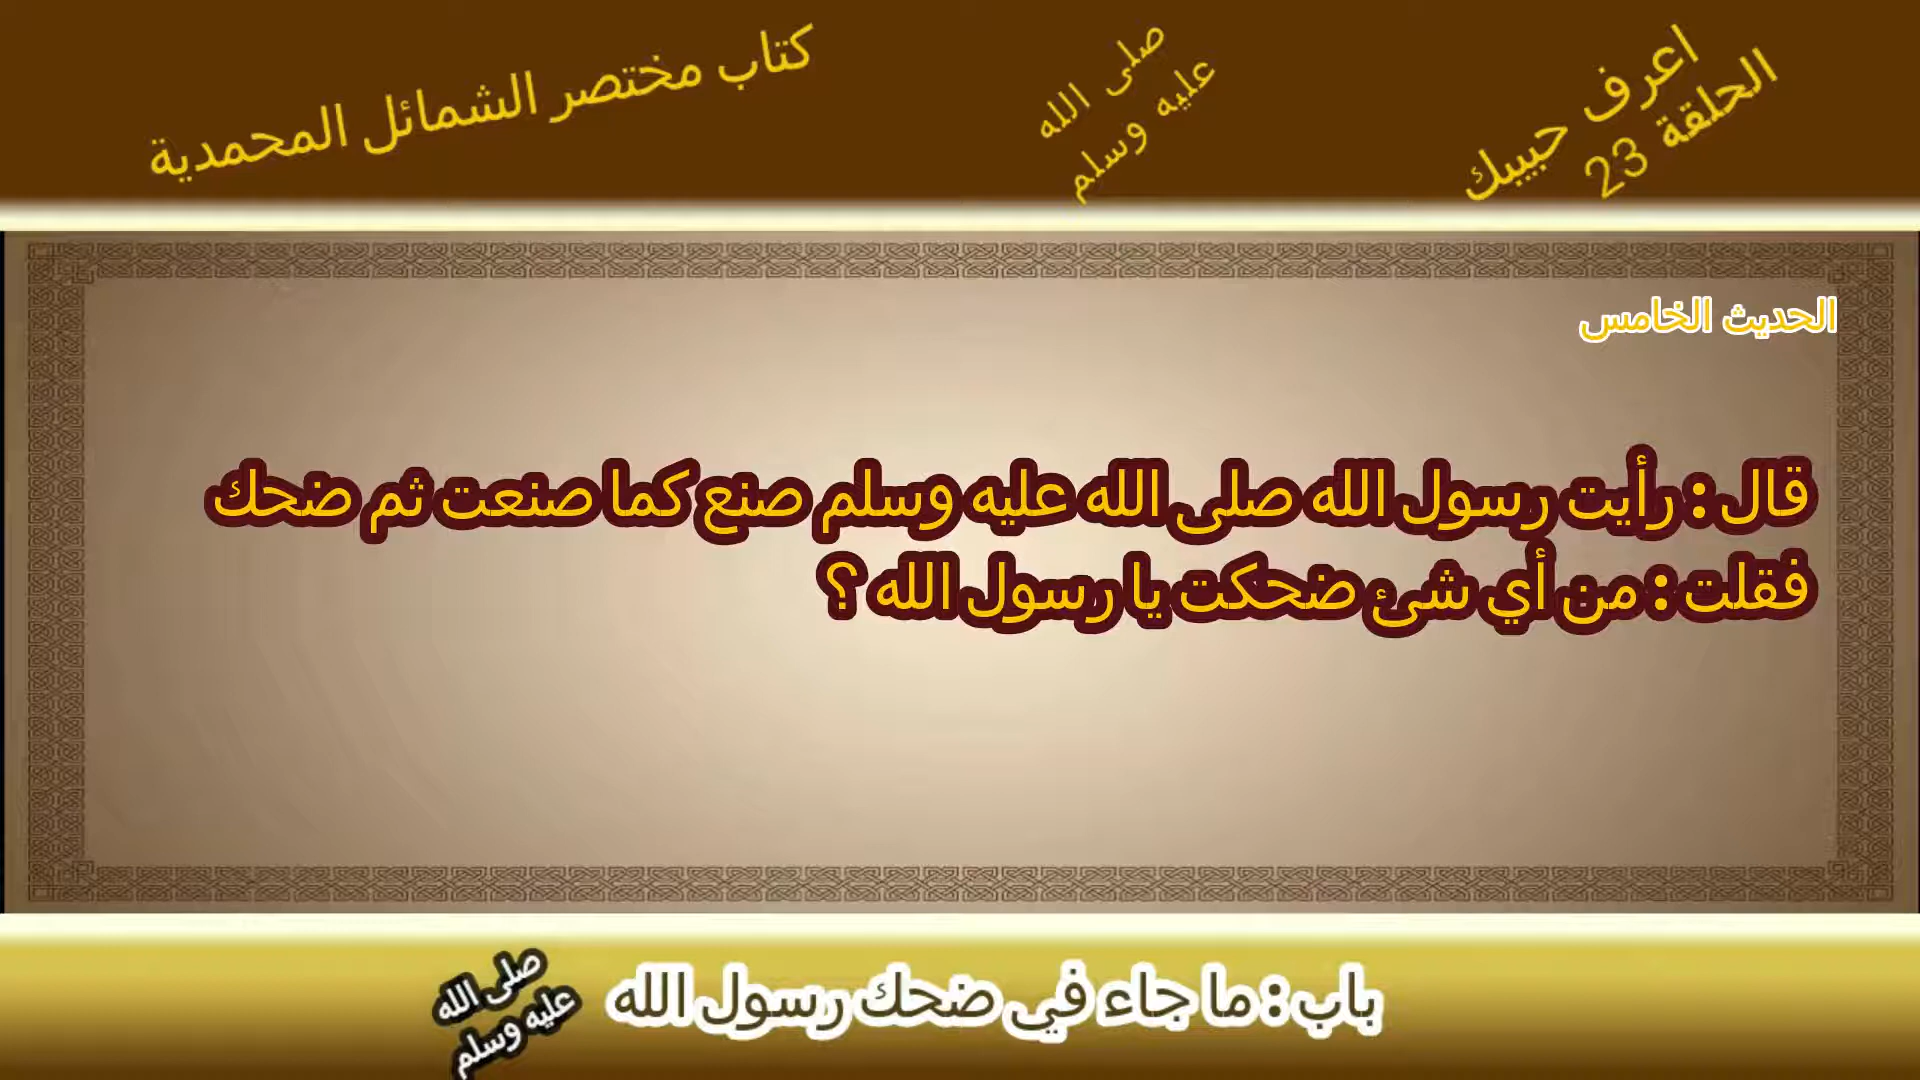 اعرف حبيبك
الحلقة 23
صلى الله
عليه وسلم
كتاب مختصر الشمائل المحمدية
الحديث الخامس
قال : رأيت رسول الله صلى الله عليه وسلم صنع كما صنعت ثم ضحك
فقلت : من أي شئ ضحكت يا رسول الله ؟
باب : ما جاء في ضحك رسول الله
صلى الله
عليه وسلم